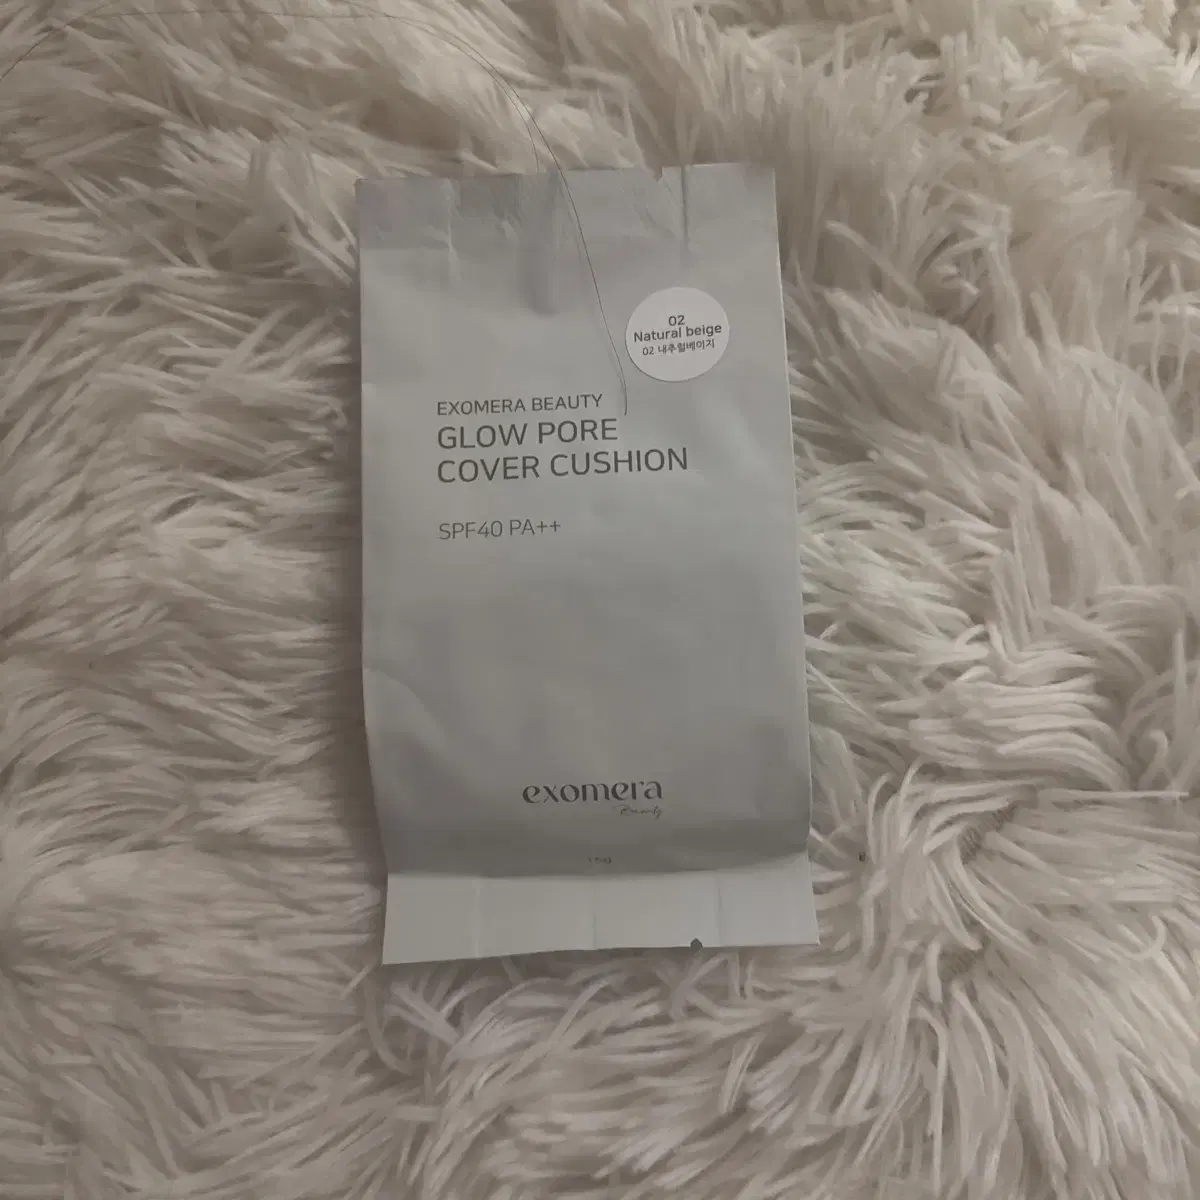 02
Natural beige
02 내추럴베이지
EXOMERA BEAUTY
GLOW PORE
COVER CUSHION
SPF40 PA++
exomera
Beauty
15g